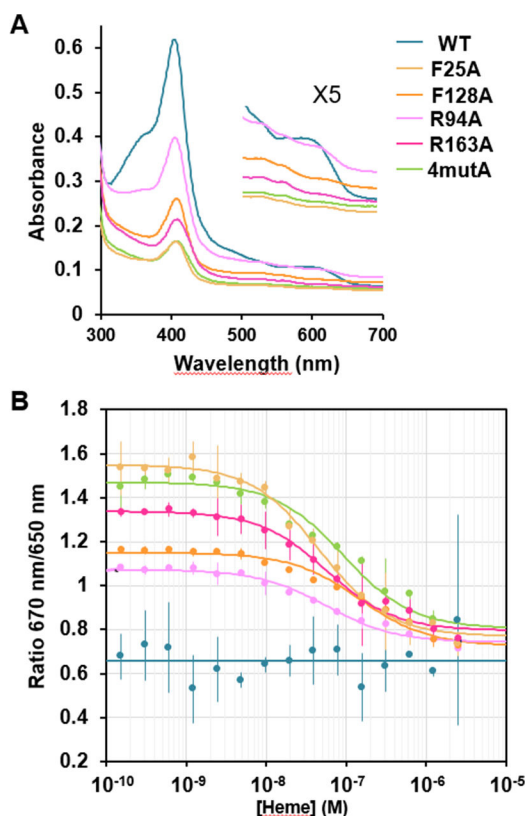 A
WT
F25A
F128A
R94A
R163A
4mutA
X5
Absorbance
0.6
0.5
0.4
0.3
0.2
0.1
0
300 400 500 600 700
Wavelength (nm)
B
Ratio 670 nm/650 nm
1.8
1.6
1.4
1.2
1
0.8
0.6
0.4
0.2
10-10 10-9 10-8 10-7 10-6 10-5
[Heme] (M)